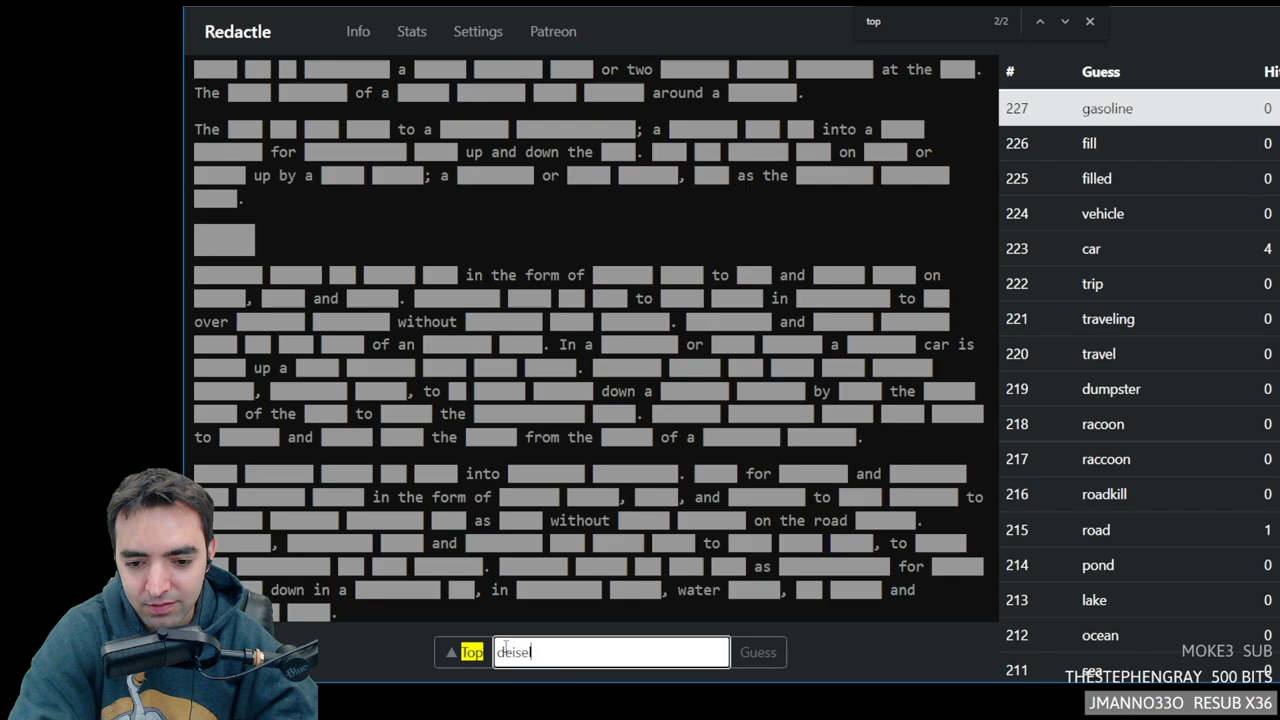 Redactle Info Stats Settings Patreon
top 2/2
a or two at the .
The of a around a .
The to a ; a into a
for up and down the . on or
up by a ; a or , as the
.
in the form of to and on
, and . to in to
over without . and
of an . In a or a car is
up a .
, , to down a by the
of the to the .
to and the from the of a .
into . for and
in the form of , , and to to
as without on the road .
, and to , to
. as for
down in a , in , water , and
.
Top deisel Guess
# Guess Hi
227 gasoline 0
226 fill 0
225 filled 0
224 vehicle 0
223 car 4
222 trip 0
221 traveling 0
220 travel 0
219 dumpster 0
218 racoon 0
217 raccoon 0
216 roadkill 0
215 road 1
214 pond 0
213 lake 0
212 ocean 0
211 sea 0
MOKE3 SUB
THESTEPHENGRAY 500 BITS
JMANNO33O RESUB X36
Blue